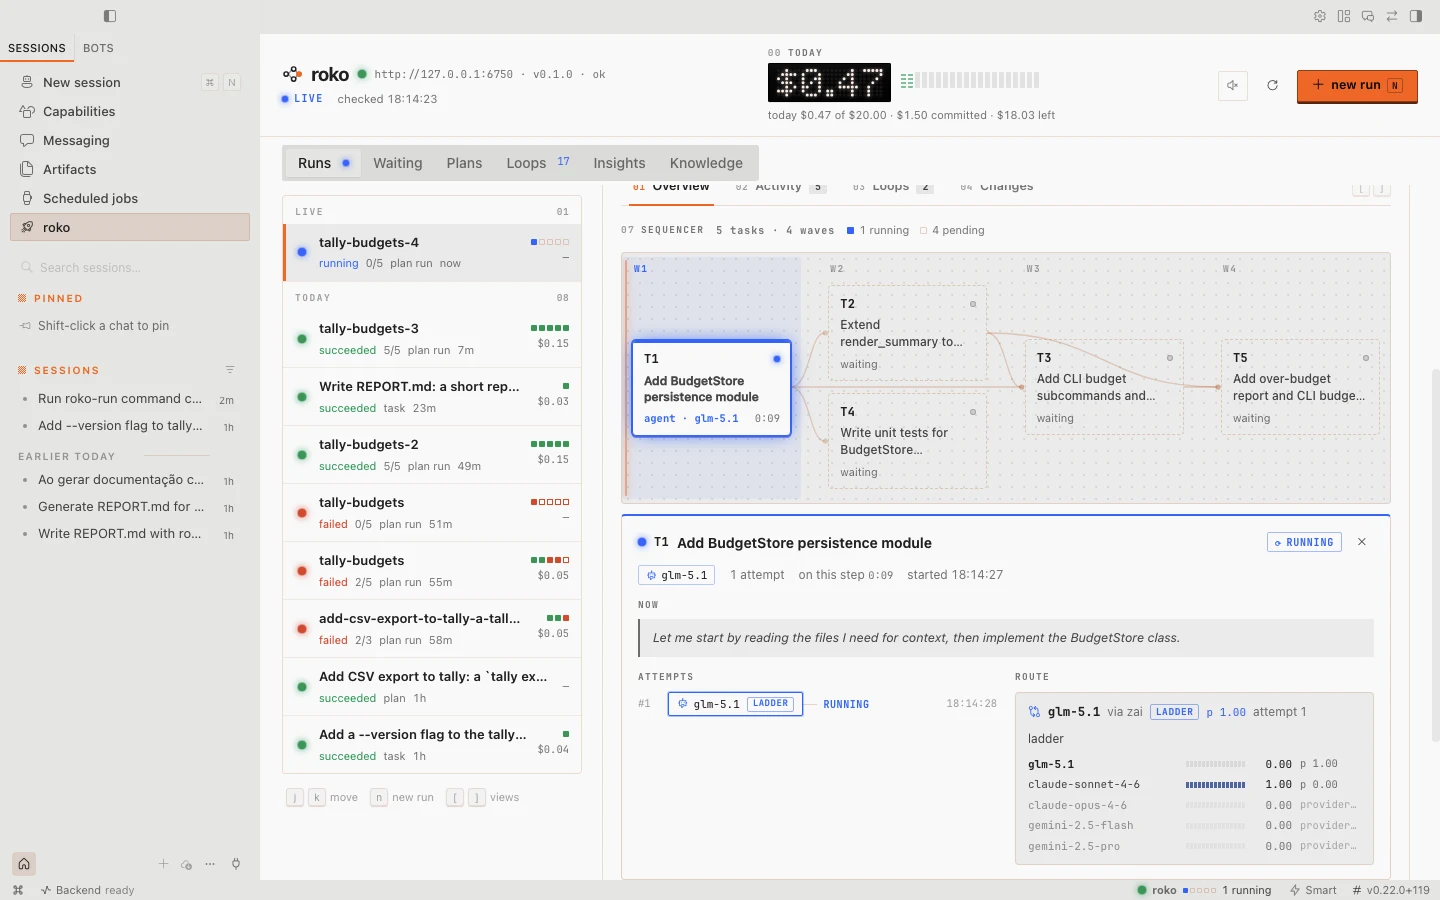 SESSIONS BOTS
New session ⌘ N
Capabilities
Messaging
Artifacts
Scheduled jobs
roko
Search sessions...
PINNED
Shift-click a chat to pin
SESSIONS
Run roko-run command c... 2m
Add --version flag to tally... 1h
EARLIER TODAY
Ao gerar documentação c... 1h
Generate REPORT.md for ... 1h
Write REPORT.md with ro... 1h
roko http://127.0.0.1:6750 · v0.1.0 · ok
LIVE checked 18:14:23
00 TODAY
$0.47
today $0.47 of $20.00 · $1.50 committed · $18.03 left
+ new run N
Runs Waiting Plans Loops 17 Insights Knowledge
LIVE 01
tally-budgets-4
running 0/5 plan run now –
TODAY 08
tally-budgets-3
succeeded 5/5 plan run 7m $0.15
Write REPORT.md: a short rep...
succeeded task 23m $0.03
tally-budgets-2
succeeded 5/5 plan run 49m $0.15
tally-budgets
failed 0/5 plan run 51m –
tally-budgets
failed 2/5 plan run 55m $0.05
add-csv-export-to-tally-a-tall...
failed 2/3 plan run 58m $0.05
Add CSV export to tally: a `tally ex...
succeeded plan 1h –
Add a --version flag to the tally...
succeeded task 1h $0.04
j k move n new run [ ] views
01 Overview 02 Activity 5 03 Loops 2 04 Changes [ ]
07 SEQUENCER 5 tasks · 4 waves 1 running 4 pending
W1 W2 W3 W4
T1
Add BudgetStore
persistence module
agent · glm-5.1 0:09
T2
Extend
render_summary to...
waiting
T4
Write unit tests for
BudgetStore...
waiting
T3
Add CLI budget
subcommands and...
waiting
T5
Add over-budget
report and CLI budge...
waiting
T1 Add BudgetStore persistence module RUNNING ×
glm-5.1 1 attempt on this step 0:09 started 18:14:27
NOW
Let me start by reading the files I need for context, then implement the BudgetStore class.
ATTEMPTS
#1 glm-5.1 LADDER RUNNING 18:14:28
ROUTE
glm-5.1 via zai LADDER p 1.00 attempt 1
ladder
glm-5.1 0.00 p 1.00
claude-sonnet-4-6 1.00 p 0.00
claude-opus-4-6 0.00 provider…
gemini-2.5-flash 0.00 provider…
gemini-2.5-pro 0.00 provider…
⌘ Backend ready
roko 1 running Smart # v0.22.0+119